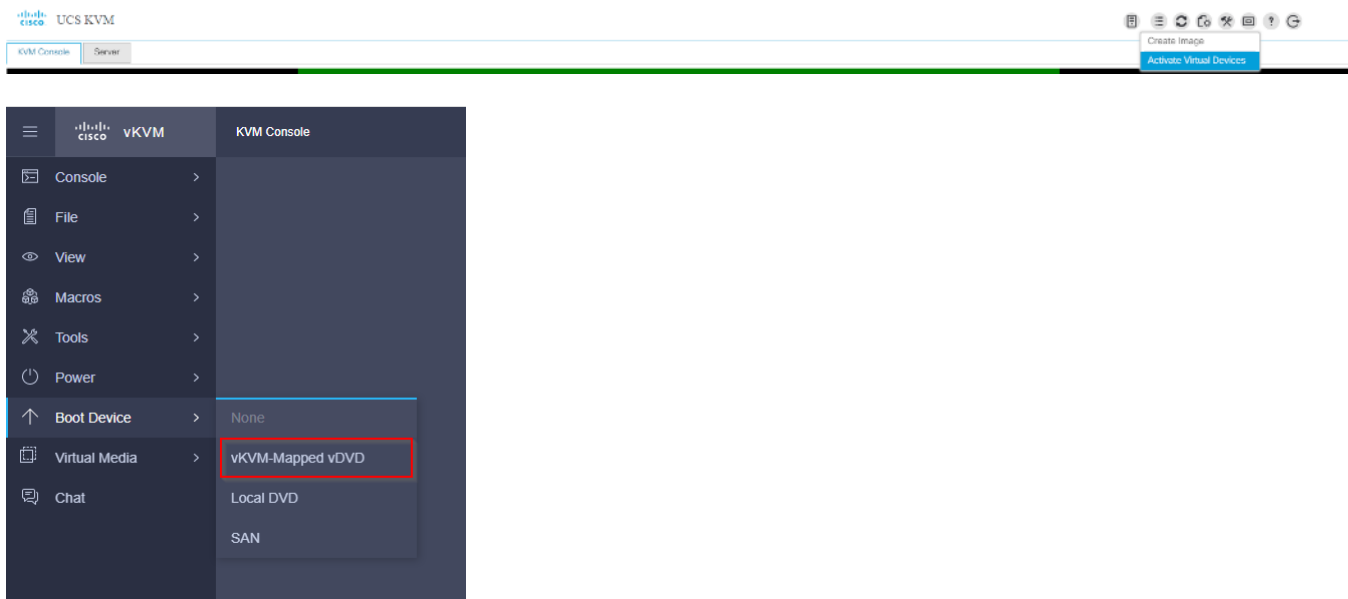 cisco UCS KVM
KVM Console Server
Create Image
Activate Virtual Devices
cisco vKVM KVM Console
Console
File
View
Macros
Tools
Power
Boot Device None
Virtual Media vKVM-Mapped vDVD
Chat Local DVD
SAN